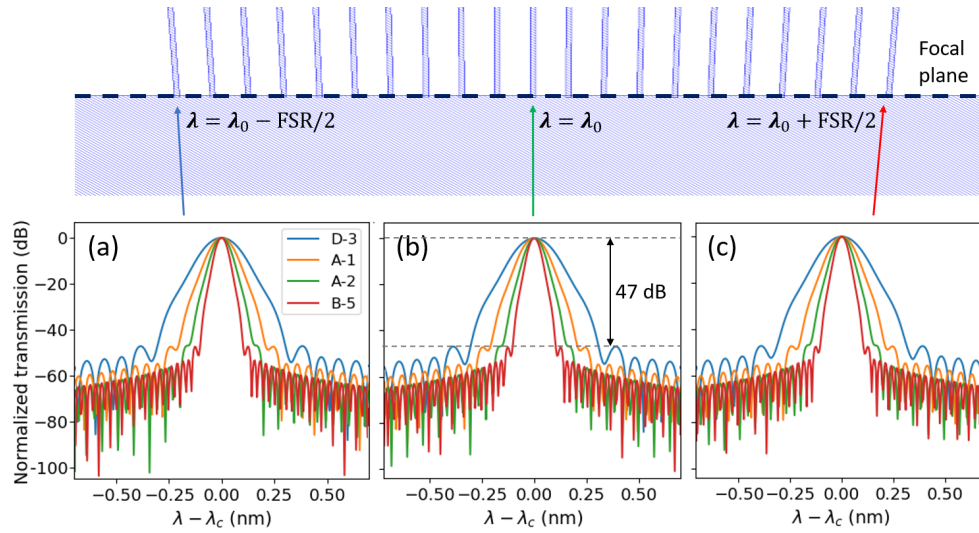 Focal
plane
λ = λ₀ − FSR/2
λ = λ₀
λ = λ₀ + FSR/2
(a)
(b)
(c)
D-3
A-1
A-2
B-5
47 dB
Normalized transmission (dB)
0
−20
−40
−60
−80
−100
−0.50 −0.25 0.00 0.25 0.50
−0.50 −0.25 0.00 0.25 0.50
−0.50 −0.25 0.00 0.25 0.50
λ − λc (nm)
λ − λc (nm)
λ − λc (nm)